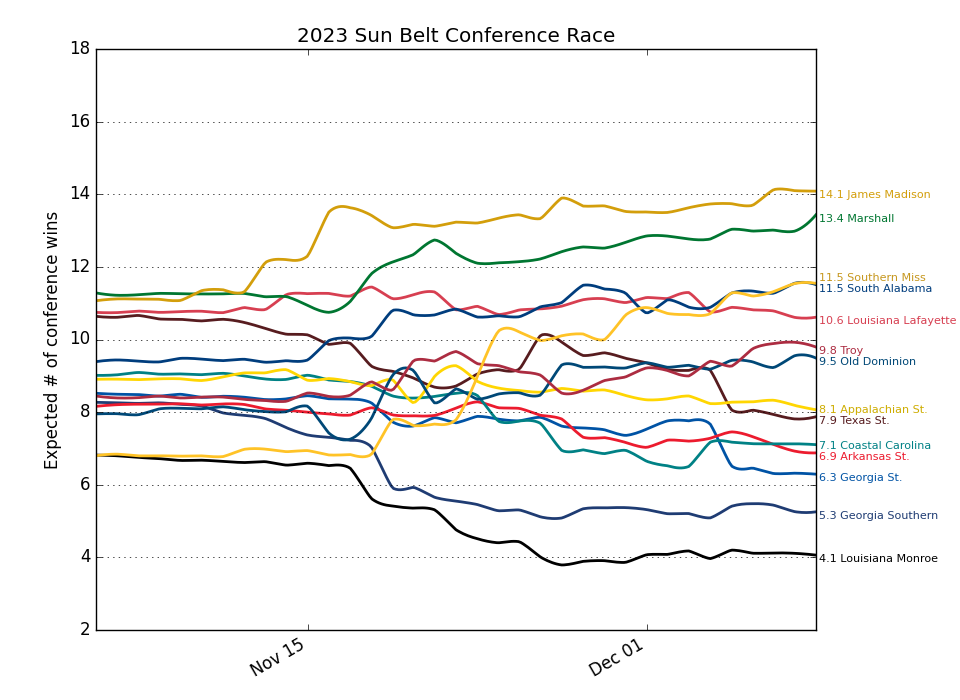 2023 Sun Belt Conference Race
Expected # of conference wins
18
16
14
12
10
8
6
4
2
Nov 15
Dec 01
14.1 James Madison
13.4 Marshall
11.5 Southern Miss
11.5 South Alabama
10.6 Louisiana Lafayette
9.8 Troy
9.5 Old Dominion
8.1 Appalachian St.
7.9 Texas St.
7.1 Coastal Carolina
6.9 Arkansas St.
6.3 Georgia St.
5.3 Georgia Southern
4.1 Louisiana Monroe